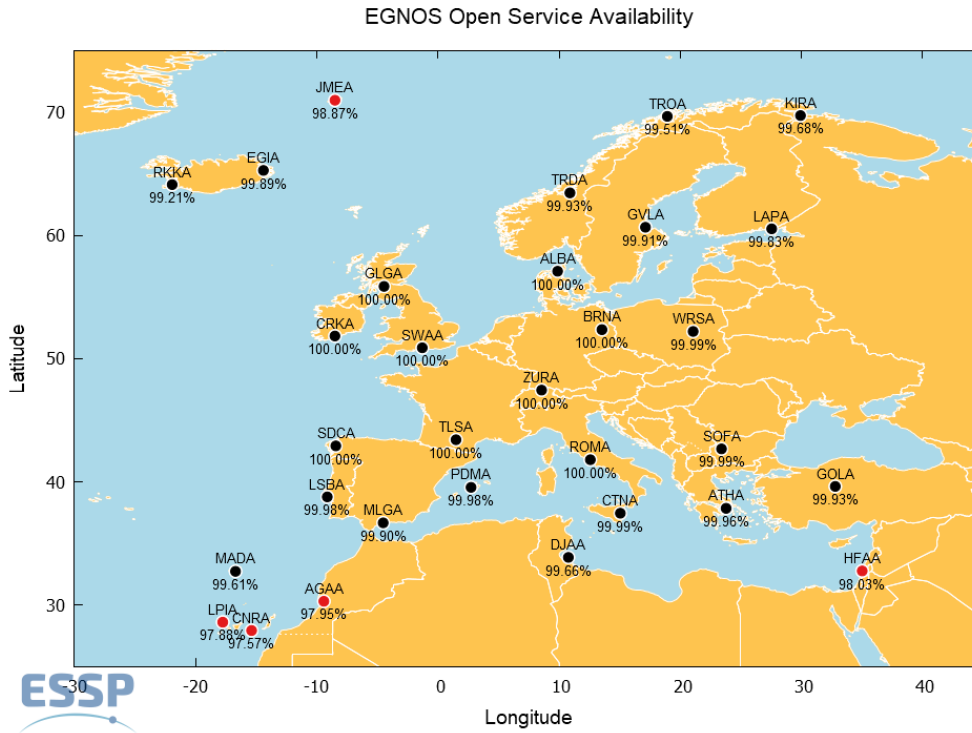 EGNOS Open Service Availability
JMEA
98.87%
TROA
99.51%
KIRA
99.68%
EGIA
99.89%
RKKA
99.21%
TRDA
99.93%
GVLA
99.91%
LAPA
99.83%
ALBA
100.00%
GLGA
100.00%
CRKA
100.00%
SWAA
100.00%
BRNA
100.00%
WRSA
99.99%
ZURA
100.00%
SDCA
100.00%
TLSA
100.00%
ROMA
100.00%
SOFA
99.99%
LSBA
99.98%
PDMA
99.98%
GOLA
99.93%
MLGA
99.90%
CTNA
99.99%
ATHA
99.96%
DJAA
99.66%
MADA
99.61%
HFAA
98.03%
AGAA
97.95%
LPIA
97.88%
CNRA
97.57%
70
60
50
40
30
Latitude
-30
-20
-10
0
10
20
30
40
Longitude
ESSP